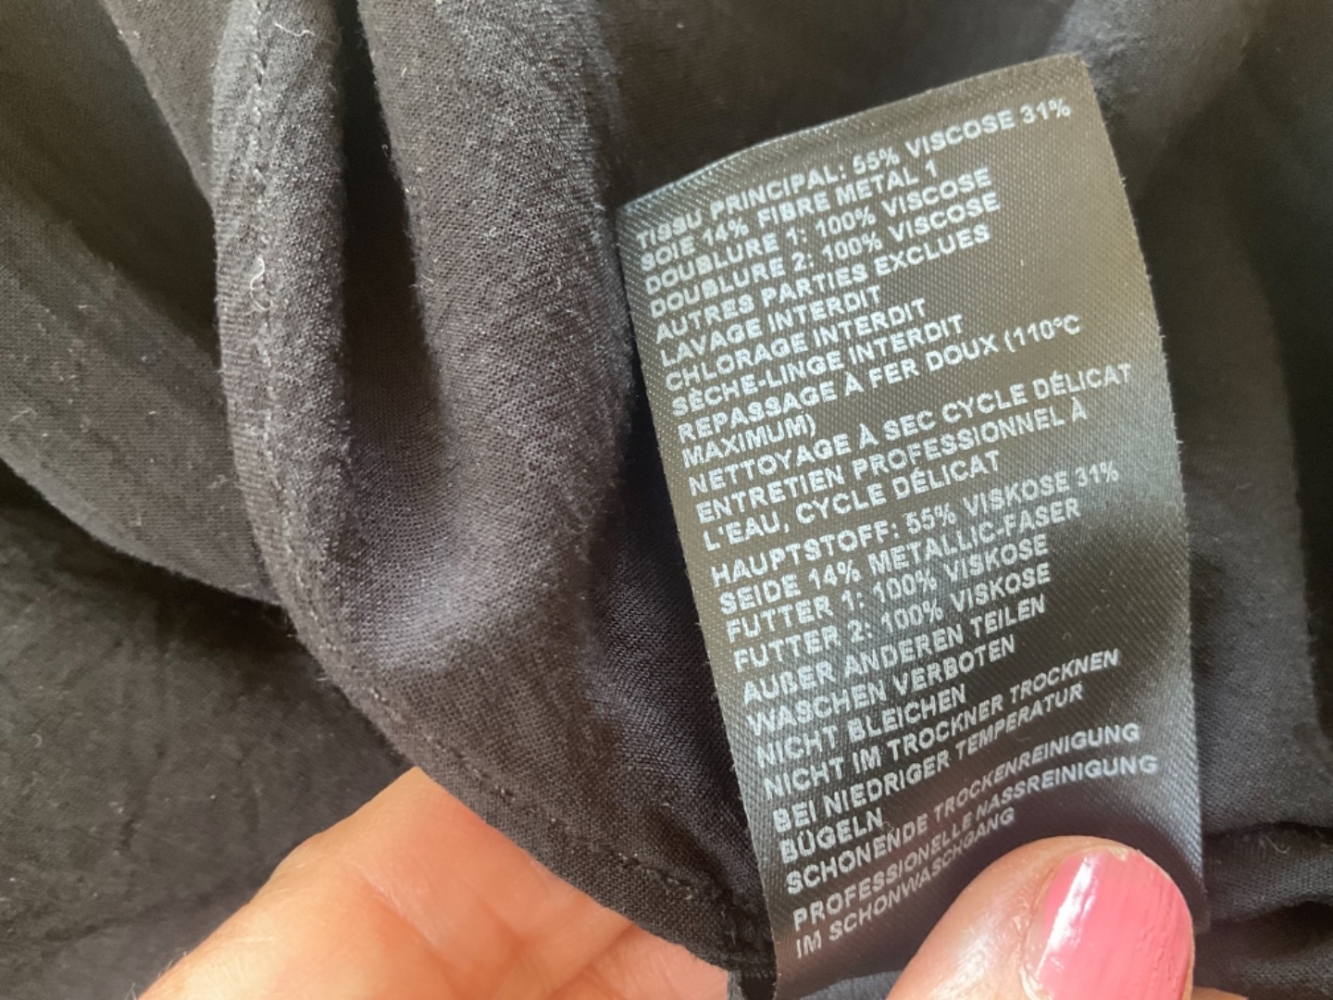 TISSU PRINCIPAL: 55% VISCOSE 31%
SOIE 14% FIBRE METAL 1
DOUBLURE 1: 100% VISCOSE
DOUBLURE 2: 100% VISCOSE
AUTRES PARTIES EXCLUES
LAVAGE INTERDIT
CHLORAGE INTERDIT
SÈCHE-LINGE INTERDIT
REPASSAGE À FER DOUX (110°C
MAXIMUM)
NETTOYAGE À SEC CYCLE DÉLICAT
ENTRETIEN PROFESSIONNEL À
L'EAU, CYCLE DÉLICAT
HAUPTSTOFF: 55% VISKOSE 31%
SEIDE 14% METALLIC-FASER
FUTTER 1: 100% VISKOSE
FUTTER 2: 100% VISKOSE
AUßER ANDEREN TEILEN
WASCHEN VERBOTEN
NICHT BLEICHEN
NICHT IM TROCKNER TROCKNEN
BEI NIEDRIGER TEMPERATUR
BÜGELN
SCHONENDE TROCKENREINIGUNG
PROFESSIONELLE NASSREINIGUNG
IM SCHONWASCHGANG